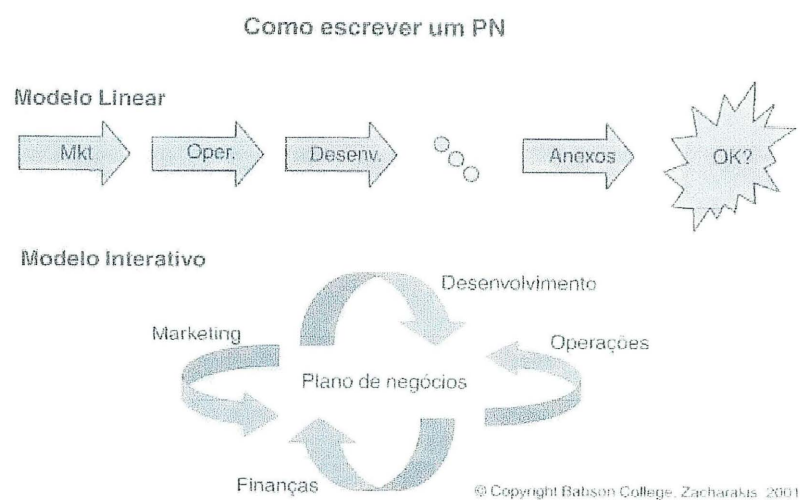 Como escrever um PN
Modelo Linear
Mkt.
Oper.
Desenv.
Anexos
OK?
Modelo Interativo
Desenvolvimento
Marketing
Operações
Plano de negócios
Finanças
© Copyright Babson College, Zacharakis, 2001